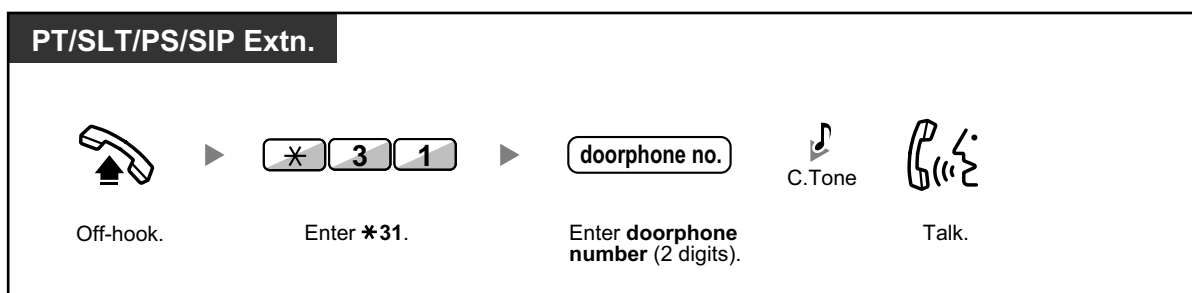 PT/SLT/PS/SIP Extn.
* 3 1
doorphone no.
C.Tone
Off-hook.
Enter *31.
Enter doorphone
number (2 digits).
Talk.